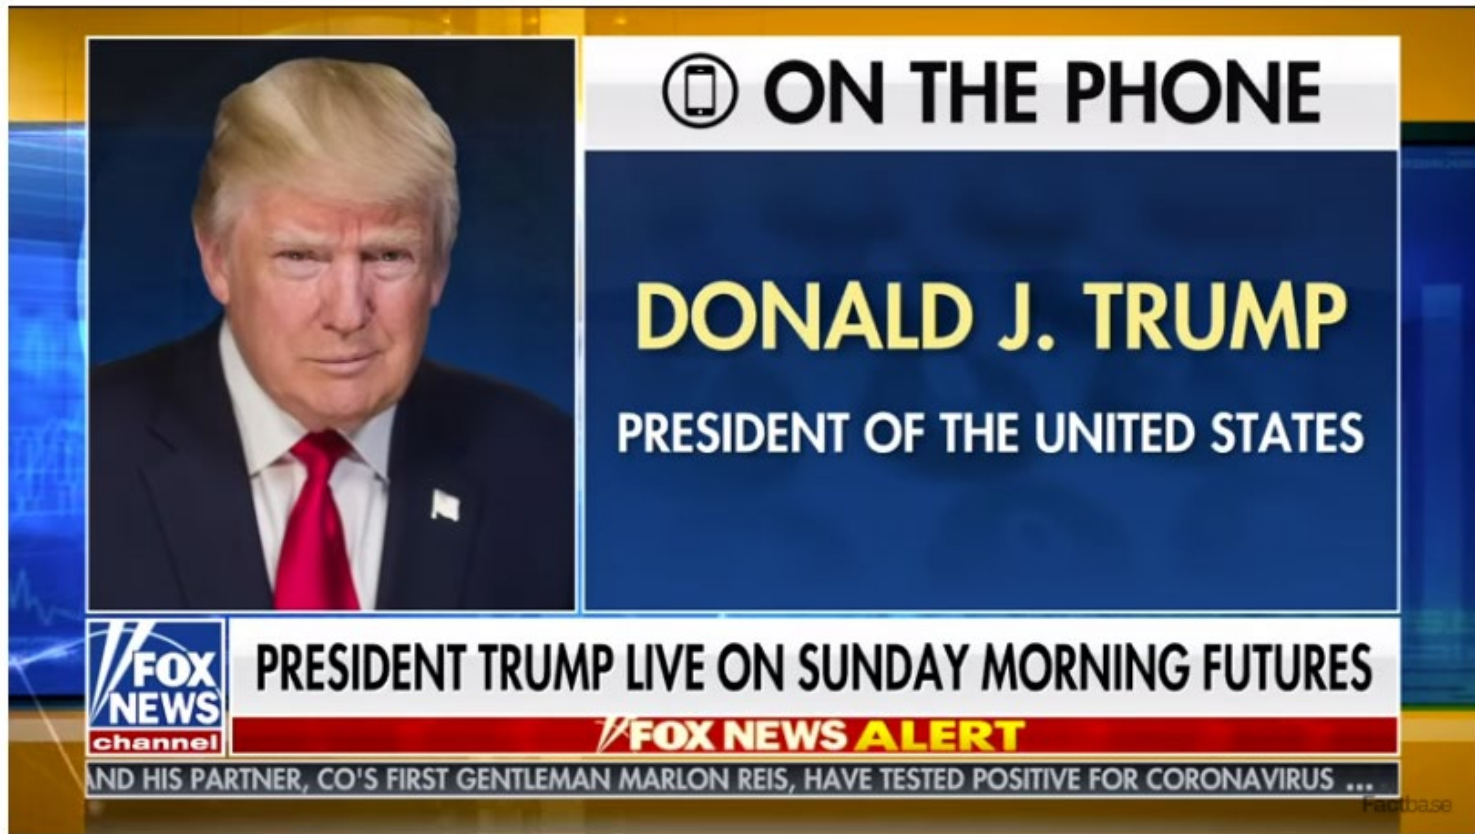 ON THE PHONE
DONALD J. TRUMP
PRESIDENT OF THE UNITED STATES
FOX
NEWS
channel
PRESIDENT TRUMP LIVE ON SUNDAY MORNING FUTURES
FOX NEWS ALERT
AND HIS PARTNER, CO'S FIRST GENTLEMAN MARLON REIS, HAVE TESTED POSITIVE FOR CORONAVIRUS ...
Factbase